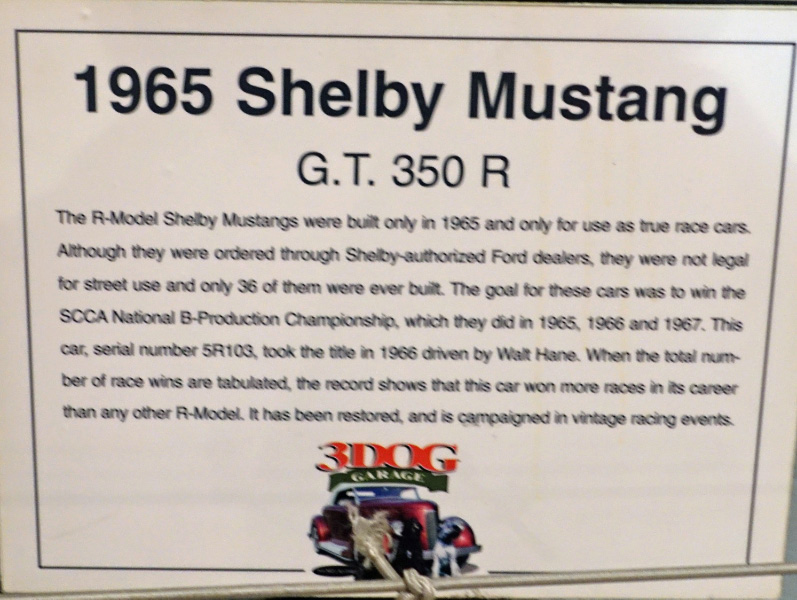 1965 Shelby Mustang
G.T. 350 R
The R-Model Shelby Mustangs were built only in 1965 and only for use as true race cars.
Although they were ordered through Shelby-authorized Ford dealers, they were not legal
for street use and only 36 of them were ever built. The goal for these cars was to win the
SCCA National B-Production Championship, which they did in 1965, 1966 and 1967. This
car, serial number 5R103, took the title in 1966 driven by Walt Hane. When the total num-
ber of race wins are tabulated, the record shows that this car won more races in its career
than any other R-Model. It has been restored, and is campaigned in vintage racing events.
3DOG
GARAGE